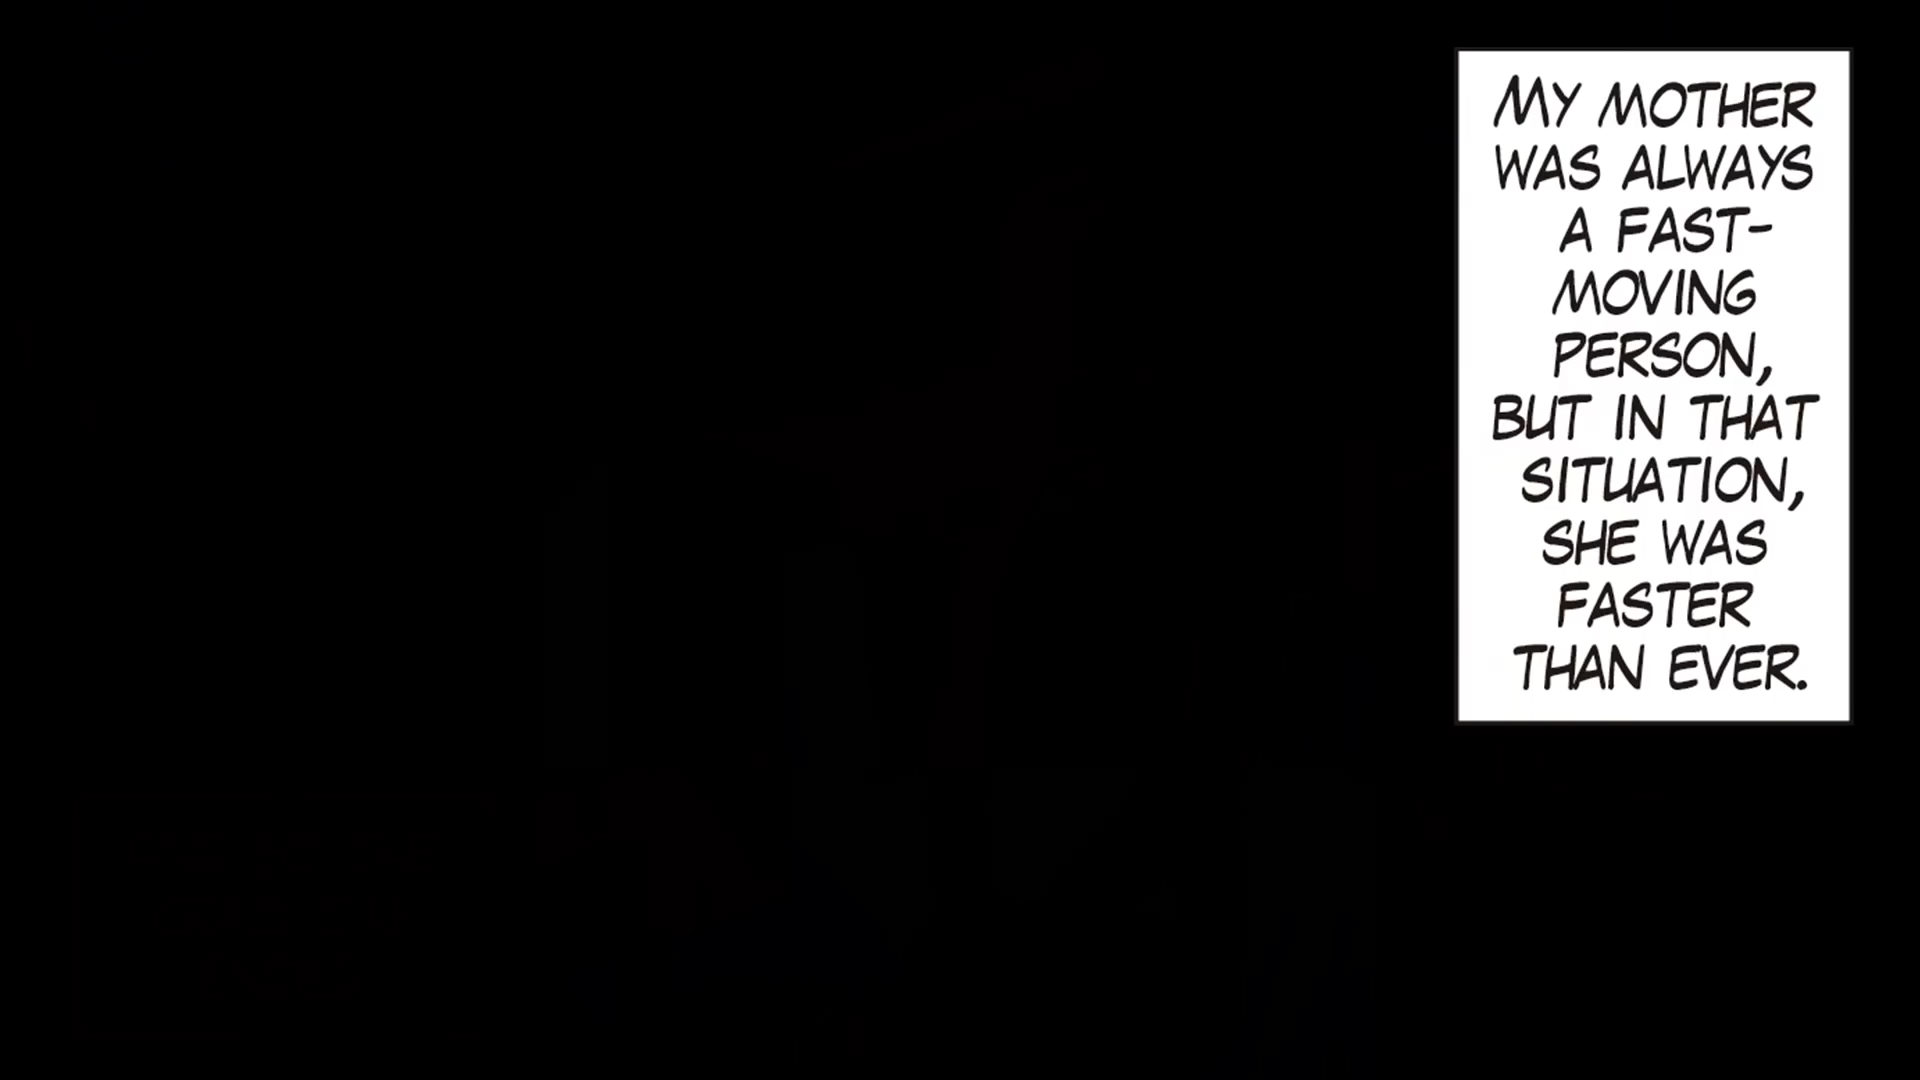 MY MOTHER
WAS ALWAYS
A FAST-
MOVING
PERSON,
BUT IN THAT
SITUATION,
SHE WAS
FASTER
THAN EVER.